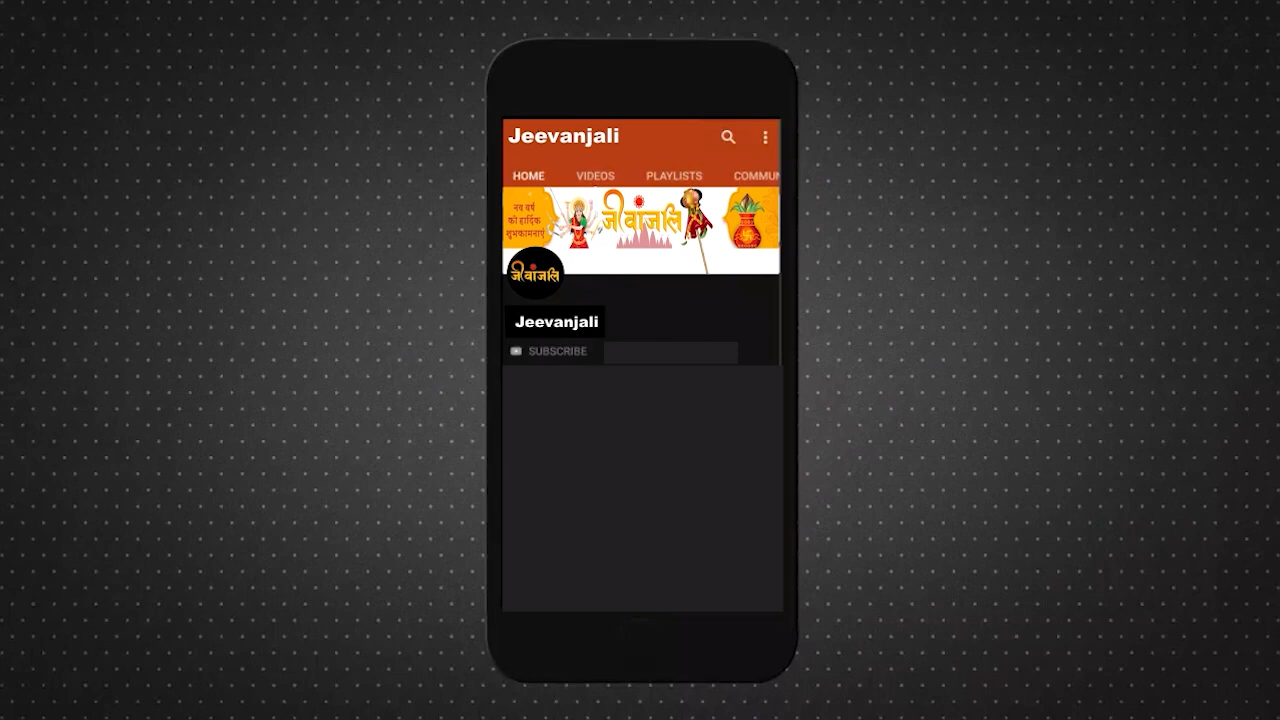 Jeevanjali
HOME VIDEOS PLAYLISTS COMMUN
नव वर्ष
की हार्दिक
शुभकामनाएं
जीवांजलि
जीवांजलि
Jeevanjali
SUBSCRIBE